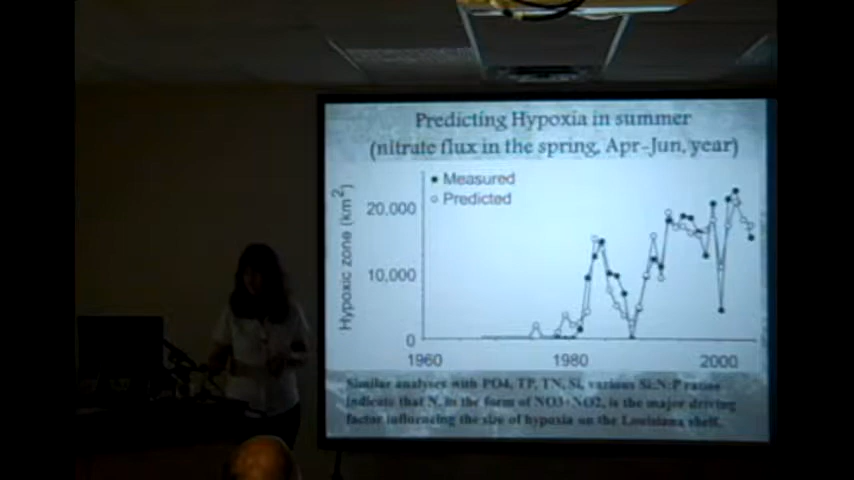 Predicting Hypoxia in summer
(nitrate flux in the spring, Apr-Jun, year)
Measured
Predicted
Hypoxic zone (km2)
20,000
10,000
0
1960
1980
2000
Similar analyses with PO4, TP, TN, Si, various Si:N:P ratios
indicate that N, in the form of NO3+NO2, is the major driving
factor influencing the size of hypoxia on the Louisiana shelf.